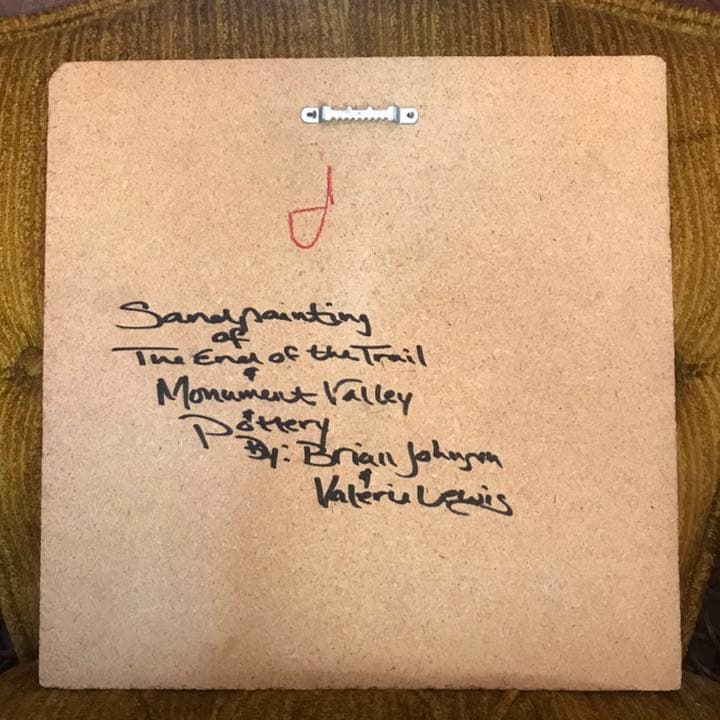 Sandpainting
of
The End of the Trail
&
Monument Valley
&
Pottery
By: Brian Johnson
&
Valerie Lewis